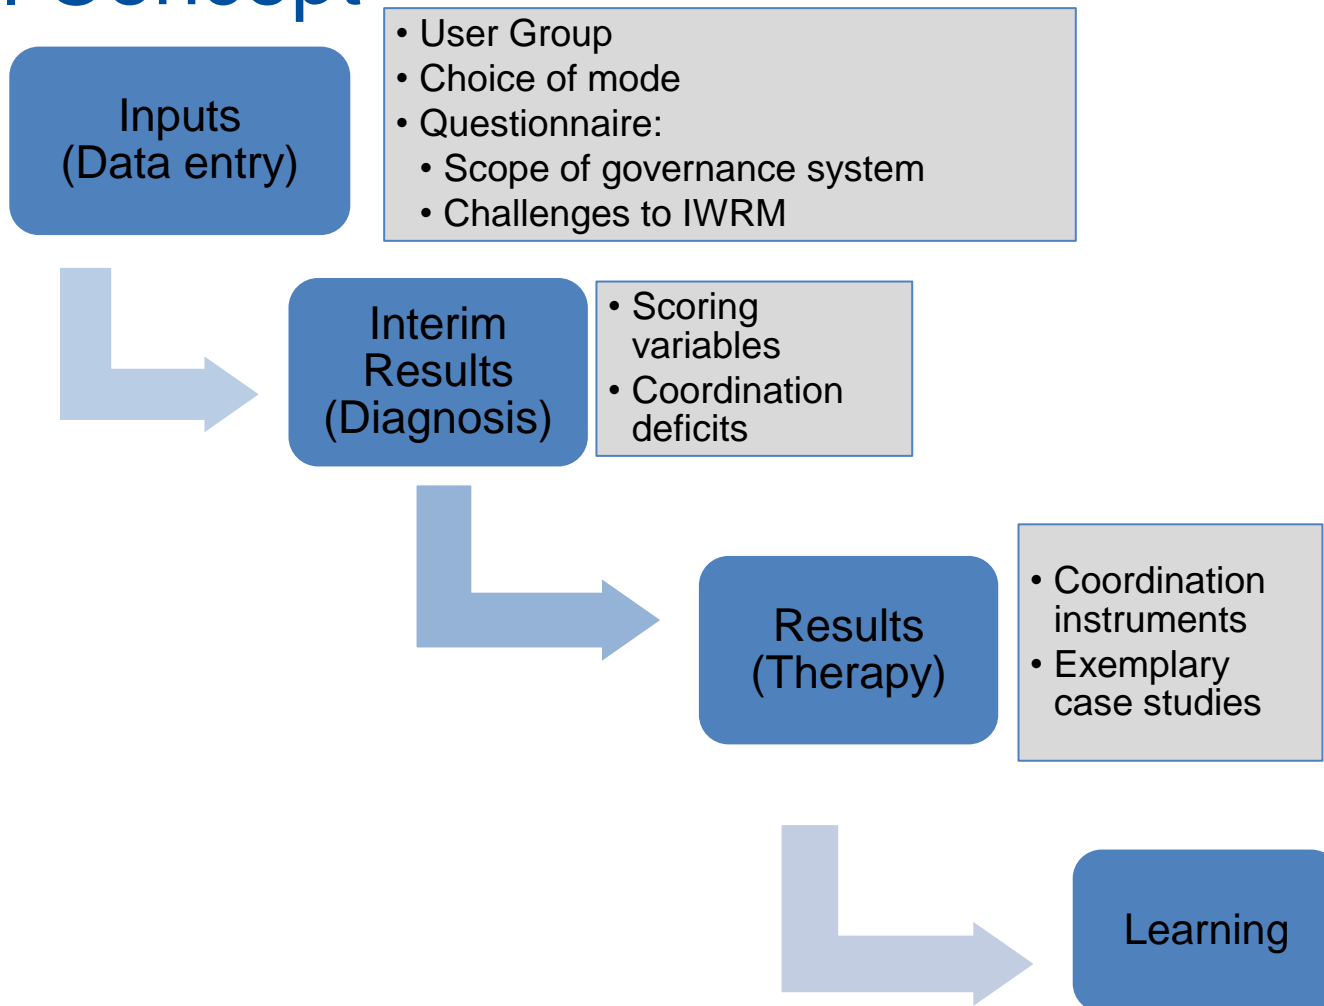 Concept
• User Group
• Choice of mode
• Questionnaire:
• Scope of governance system
• Challenges to IWRM
Inputs
(Data entry)
Interim
Results
(Diagnosis)
• Scoring
variables
• Coordination
deficits
Results
(Therapy)
• Coordination
instruments
• Exemplary
case studies
Learning